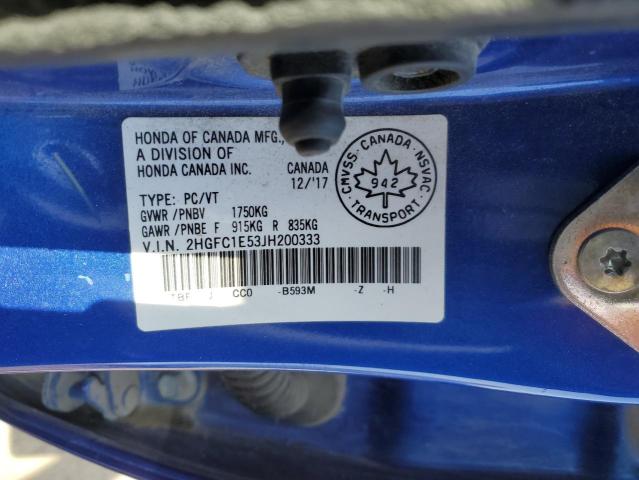 HONDA OF CANADA MFG.,
A DIVISION OF
HONDA CANADA INC.
CANADA
12/'17
TYPE: PC/VT
GVWR /PNBV 1750KG
GAWR /PNBE F 915KG R 835KG
V.I.N. 2HGFC1E53JH200333
CC0 -B593M -Z -H
CMVSS · CANADA · NSVAC
942
TRANSPORT